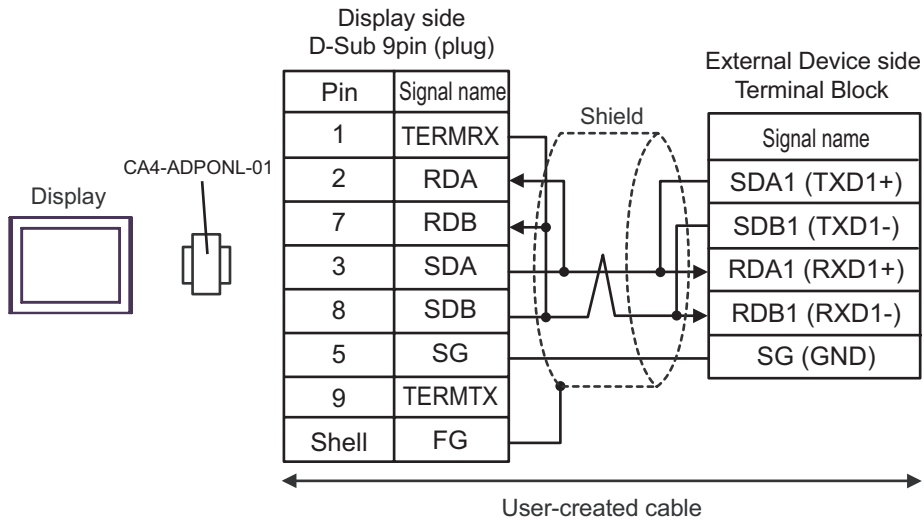 Display side
D-Sub 9pin (plug)
External Device side
Terminal Block
Pin Signal name
Shield
Signal name
1 TERMRX
CA4-ADPONL-01
2 RDA
SDA1 (TXD1+)
Display
7 RDB
SDB1 (TXD1-)
3 SDA
RDA1 (RXD1+)
8 SDB
RDB1 (RXD1-)
5 SG
SG (GND)
9 TERMTX
Shell FG
User-created cable